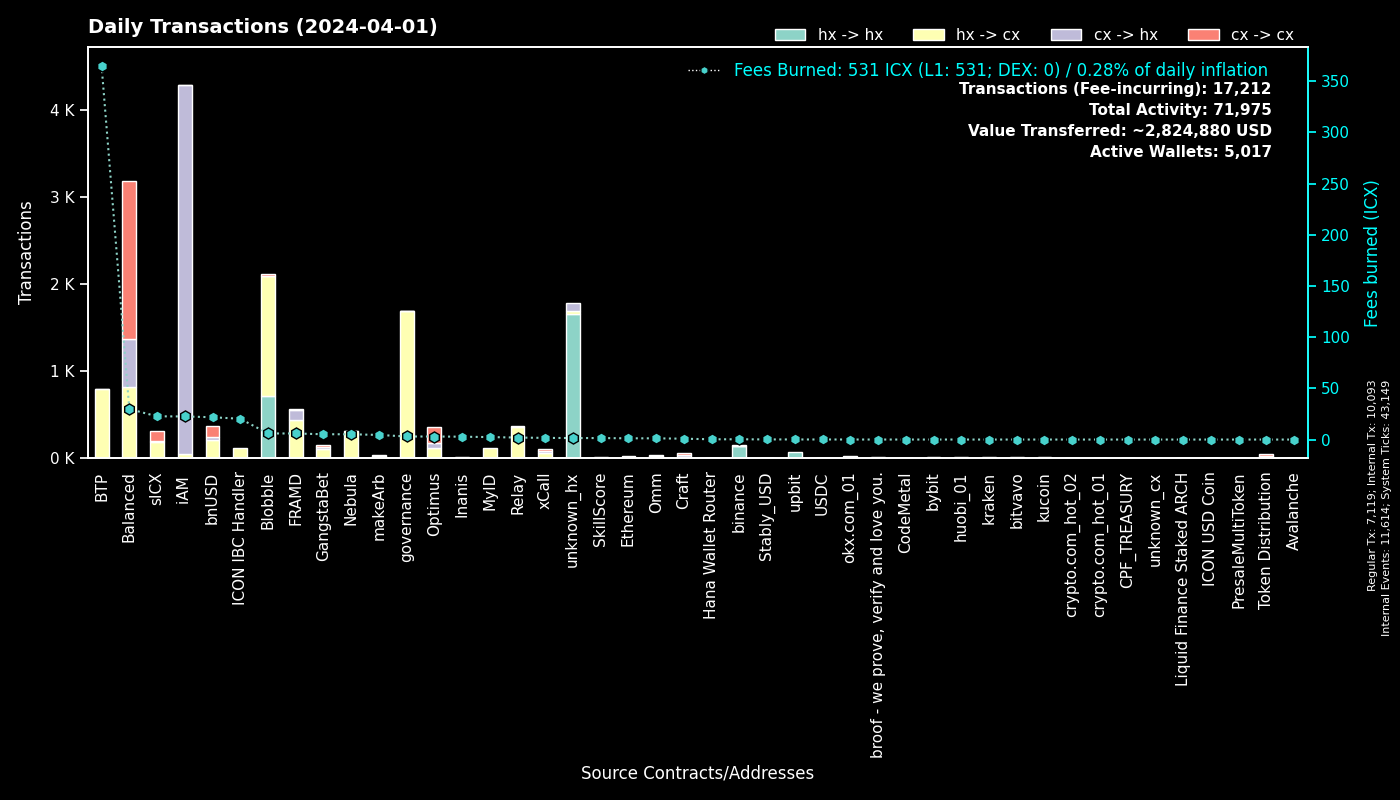 Daily Transactions (2024-04-01)
hx -> hx
hx -> cx
cx -> hx
cx -> cx
Fees Burned: 531 ICX (L1: 531; DEX: 0) / 0.28% of daily inflation
Transactions (Fee-incurring): 17,212
Total Activity: 71,975
Value Transferred: ~2,824,880 USD
Active Wallets: 5,017
Transactions
4 K
3 K
2 K
1 K
0 K
350
300
250
200
150
100
50
0
Fees burned (ICX)
Regular Tx: 7,119; Internal Tx: 10,093
Internal Events: 11,614; System Ticks: 43,149
BTP
Balanced
sICX
iAM
bnUSD
ICON IBC Handler
Blobble
FRAMD
GangstaBet
Nebula
makeArb
governance
Optimus
Inanis
MyID
Relay
xCall
unknown_hx
SkillScore
Ethereum
Omm
Craft
Hana Wallet Router
binance
Stably_USD
upbit
USDC
okx.com_01
broof - we prove, verify and love you.
CodeMetal
bybit
huobi_01
kraken
bitvavo
kucoin
crypto.com_hot_02
crypto.com_hot_01
CPF_TREASURY
unknown_cx
Liquid Finance Staked ARCH
ICON USD Coin
PresaleMultiToken
Token Distribution
Avalanche
Source Contracts/Addresses